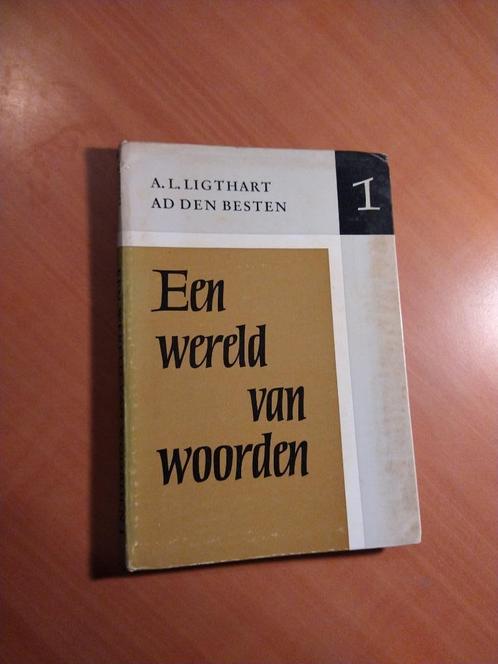 A. L. LIGTHART
AD DEN BESTEN
1
Een
wereld
van
woorden